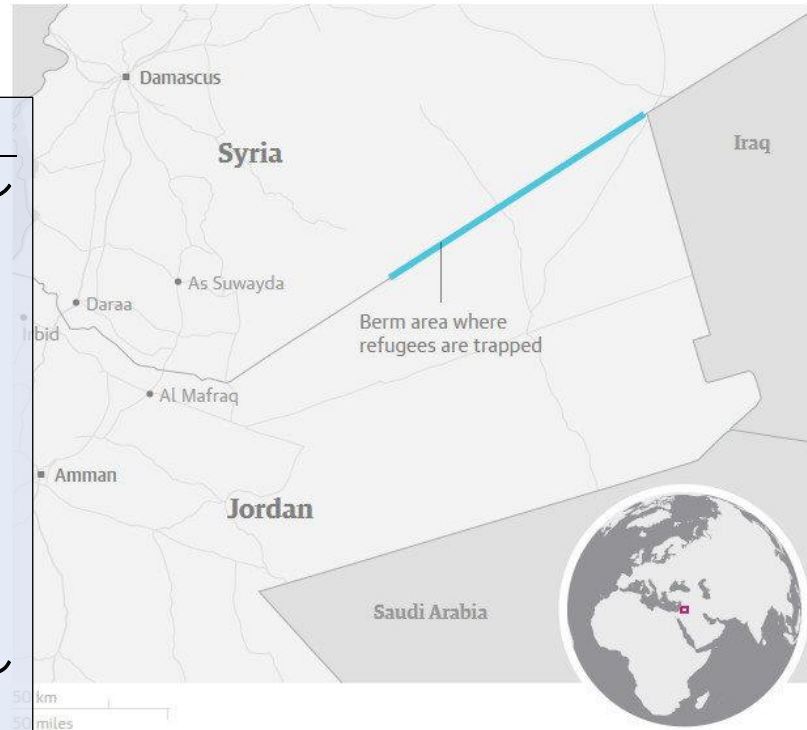 Damascus
Syria
Iraq
As Suwayda
Daraa
Irbid
Berm area where
refugees are trapped
Al Mafraq
Amman
Jordan
Saudi Arabia
50 km
50 miles